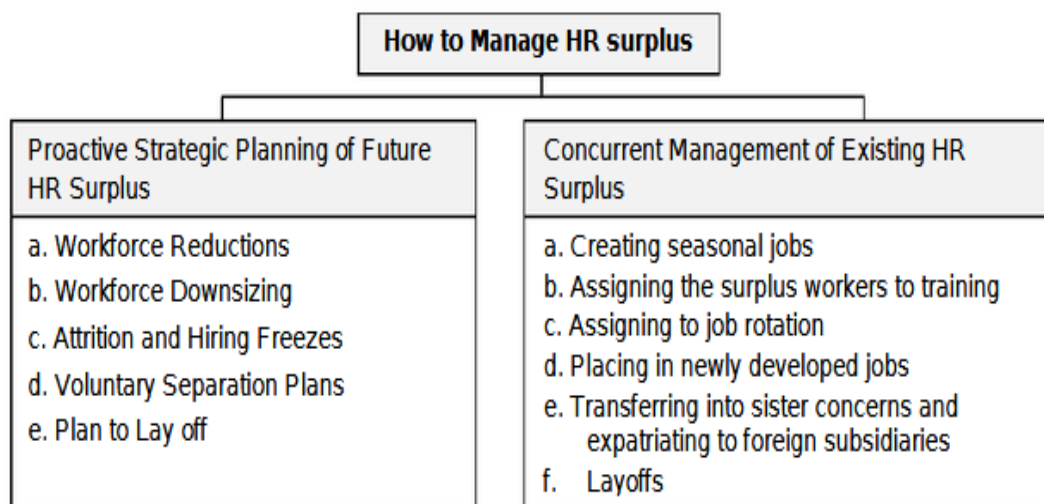 How to Manage HR surplus
Proactive Strategic Planning of Future
HR Surplus
a. Workforce Reductions
b. Workforce Downsizing
c. Attrition and Hiring Freezes
d. Voluntary Separation Plans
e. Plan to Lay off
Concurrent Management of Existing HR
Surplus
a. Creating seasonal jobs
b. Assigning the surplus workers to training
c. Assigning to job rotation
d. Placing in newly developed jobs
e. Transferring into sister concerns and
expatriating to foreign subsidiaries
f. Layoffs